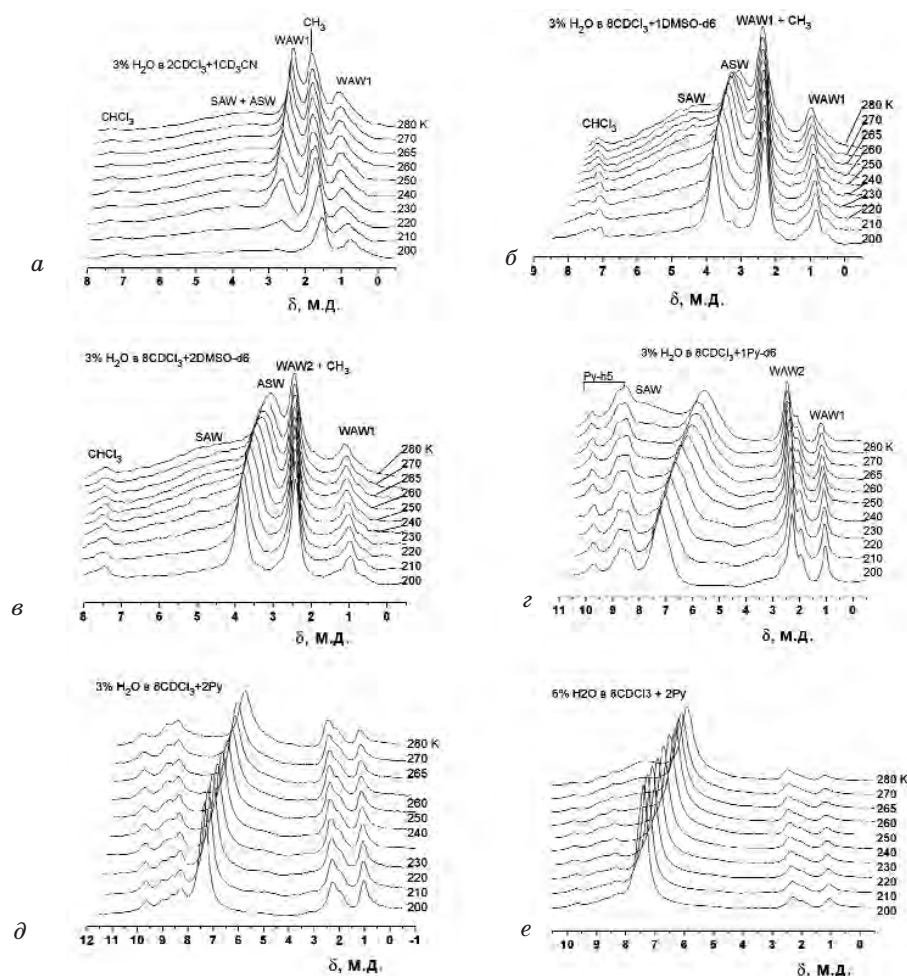 3% H₂O в 2CDCl₃+1CD₃CN
WAW1
CH₃
WAW1
SAW + ASW
CHCl₃
280 K
270
265
260
250
240
230
220
210
200
а
8 7 6 5 4 3 2 1 0
δ, м.д.
3% H₂O в 8CDCl₃+1DMSO-d6
WAW1 + CH₃
ASW
SAW
WAW1
CHCl₃
280 K
270
265
260
250
240
230
220
210
200
б
9 8 7 6 5 4 3 2 1 0
δ, м.д.
3% H₂O в 8CDCl₃+2DMSO-d6
WAW2 + CH₃
ASW
SAW
WAW1
CHCl₃
280 K
270
265
260
250
240
230
220
210
200
в
8 7 6 5 4 3 2 1 0
δ, м.д.
3% H₂O в 8CDCl₃+1Py-d6
Py-h5
SAW
WAW2
WAW1
280 K
270
265
260
250
240
230
220
210
200
г
11 10 9 8 7 6 5 4 3 2 1 0
δ, м.д.
3% H₂O в 8CDCl₃+2Py
280 K
270
265
260
250
240
230
220
210
200
д
12 11 10 9 8 7 6 5 4 3 2 1 0 -1
δ, м.д.
6% H2O в 8CDCl3 + 2Py
280 K
270
265
260
250
240
230
220
210
200
е
10 9 8 7 6 5 4 3 2 1 0
δ, м.д.